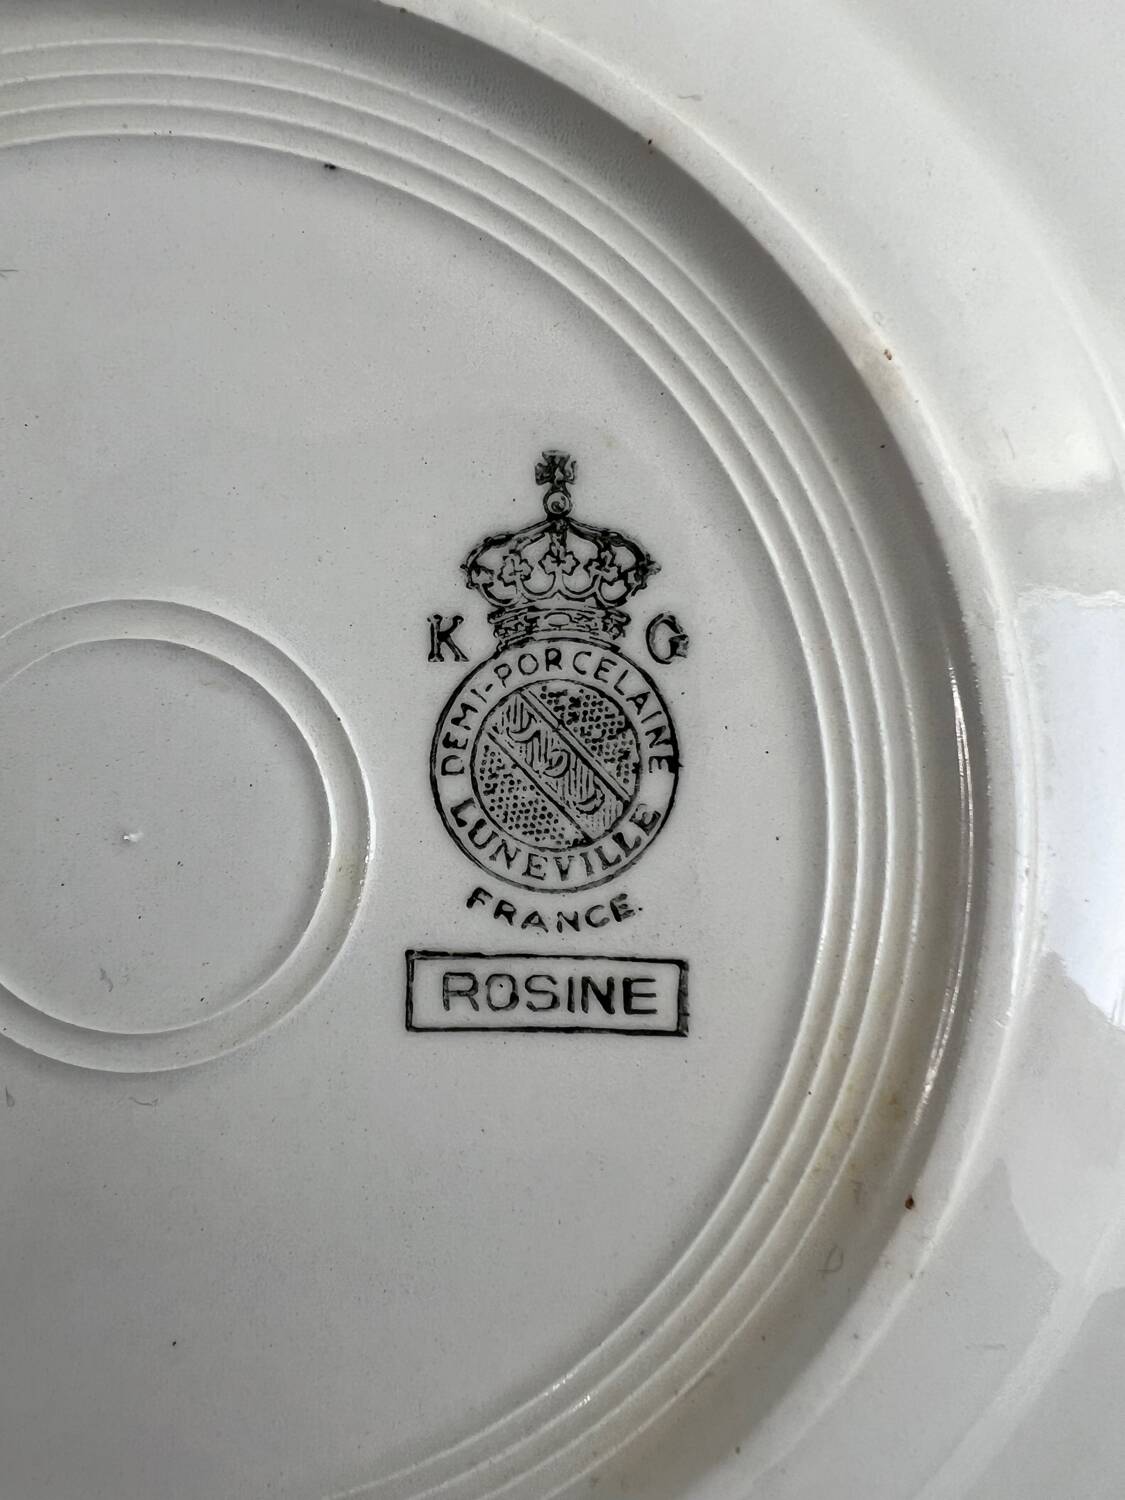 K G
DEMI-PORCELAINE
LUNEVILLE
FRANCE.
ROSINE